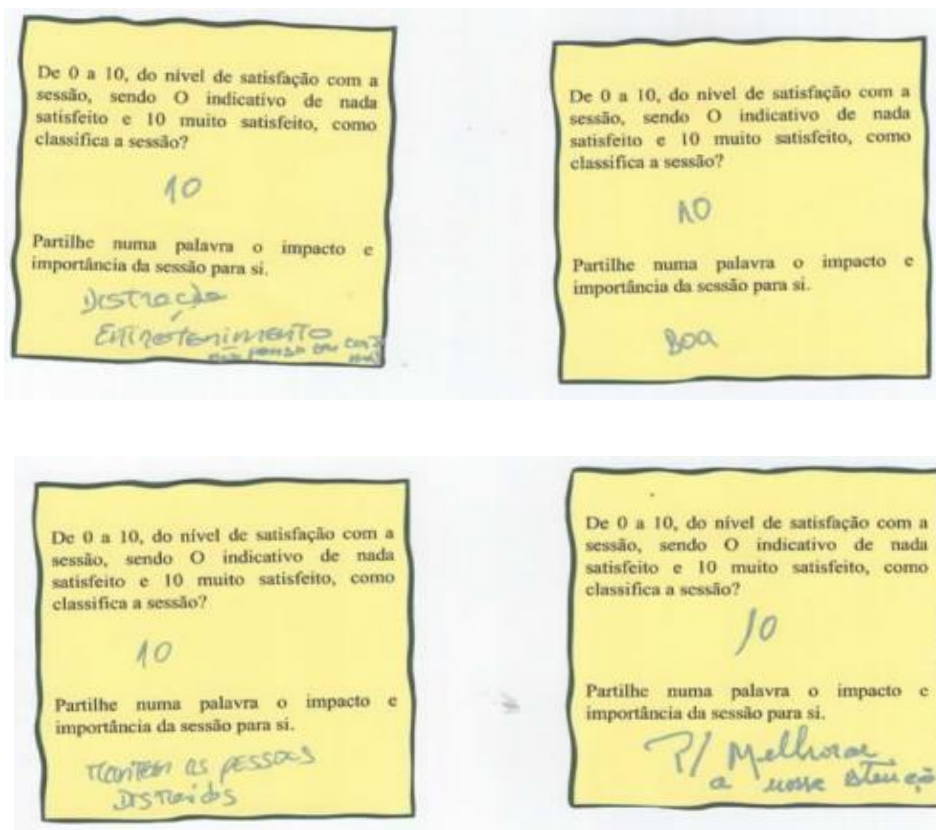 De 0 a 10, do nível de satisfação com a
sessão, sendo O indicativo de nada
satisfeito e 10 muito satisfeito, como
classifica a sessão?
10
Partilhe numa palavra o impacto e
importância da sessão para si.
Distração
Entretenimento
não penso em
De 0 a 10, do nível de satisfação com a
sessão, sendo O indicativo de nada
satisfeito e 10 muito satisfeito, como
classifica a sessão?
10
Partilhe numa palavra o impacto e
importância da sessão para si.
Boa
De 0 a 10, do nível de satisfação com a
sessão, sendo O indicativo de nada
satisfeito e 10 muito satisfeito, como
classifica a sessão?
10
Partilhe numa palavra o impacto e
importância da sessão para si.
mantem as pessoas
Distraidas
De 0 a 10, do nível de satisfação com a
sessão, sendo O indicativo de nada
satisfeito e 10 muito satisfeito, como
classifica a sessão?
10
Partilhe numa palavra o impacto e
importância da sessão para si.
P/ Melhorar
a nossa atenção